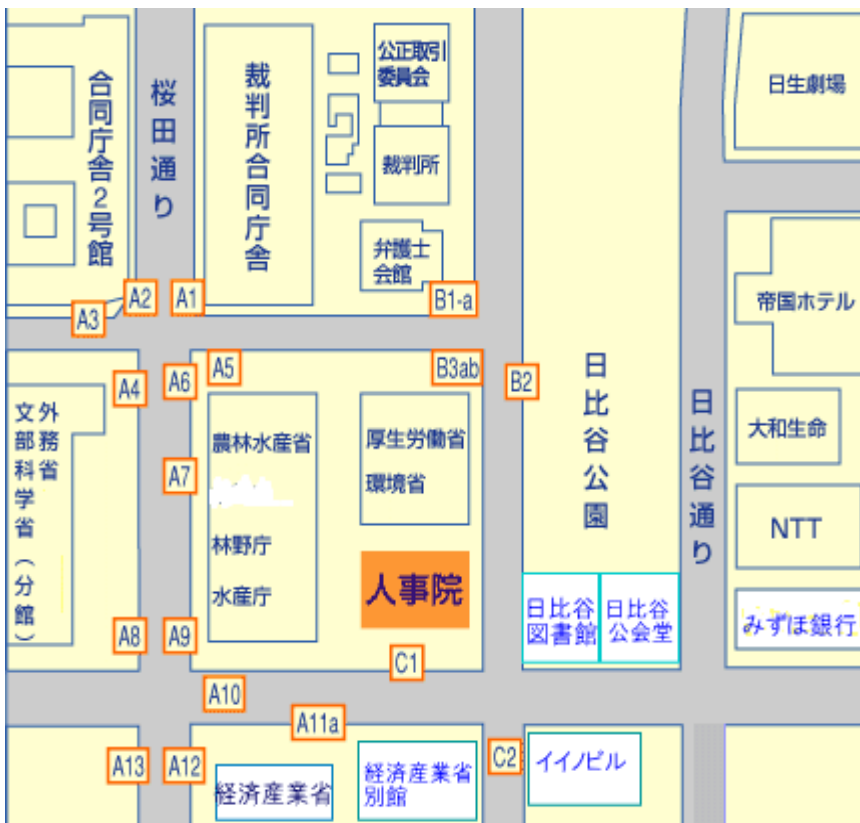 合同庁舎2号館
桜田通り
裁判所合同庁舎
公正取引
委員会
裁判所
弁護士
会館
日生劇場
帝国ホテル
A3
A2
A1
B1-a
A4
A6
A5
B3ab
B2
外務省
文部科学省(分館)
A7
農林水産省
林野庁
水産庁
厚生労働省
環境省
人事院
日比谷公園
日比谷通り
大和生命
NTT
日比谷
図書館
日比谷
公会堂
みずほ銀行
A8
A9
C1
A10
A11a
A13
A12
経済産業省
経済産業省
別館
C2
イイノビル